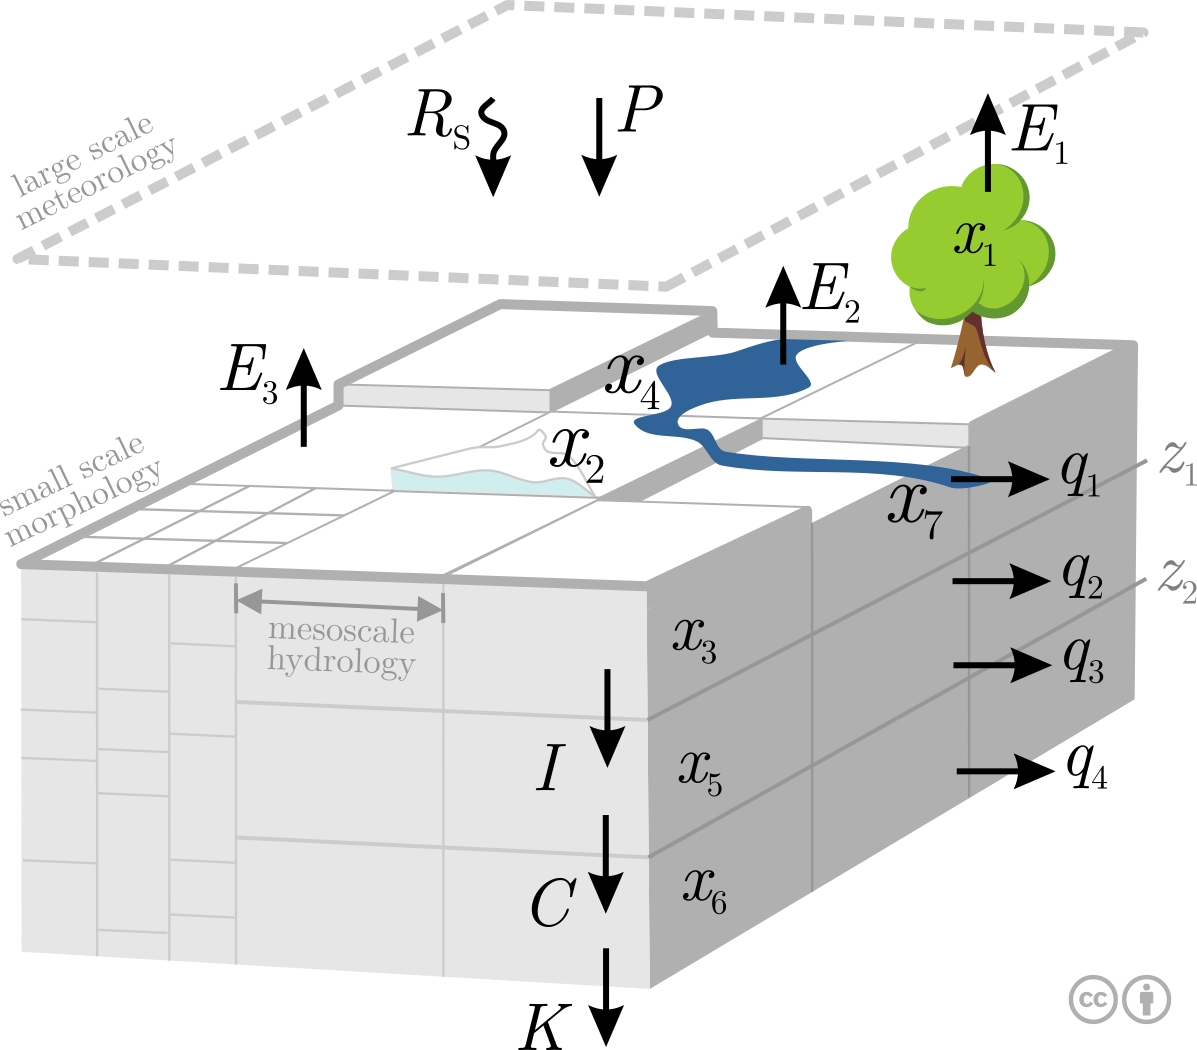 R_S
P
E_1
large scale
meteorology
x_1
E_2
E_3
x_4
x_2
small scale
morphology
z_1
q_1
x_7
q_2
z_2
mesoscale
hydrology
x_3
q_3
I
x_5
q_4
C
x_6
K
cc